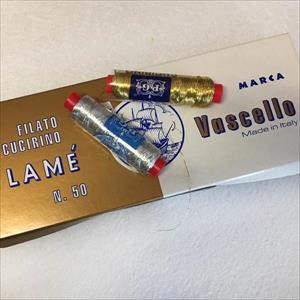 FILATO
CUCIRINO
LAMÉ
N. 50
MARCA
Vascello
Made in Italy